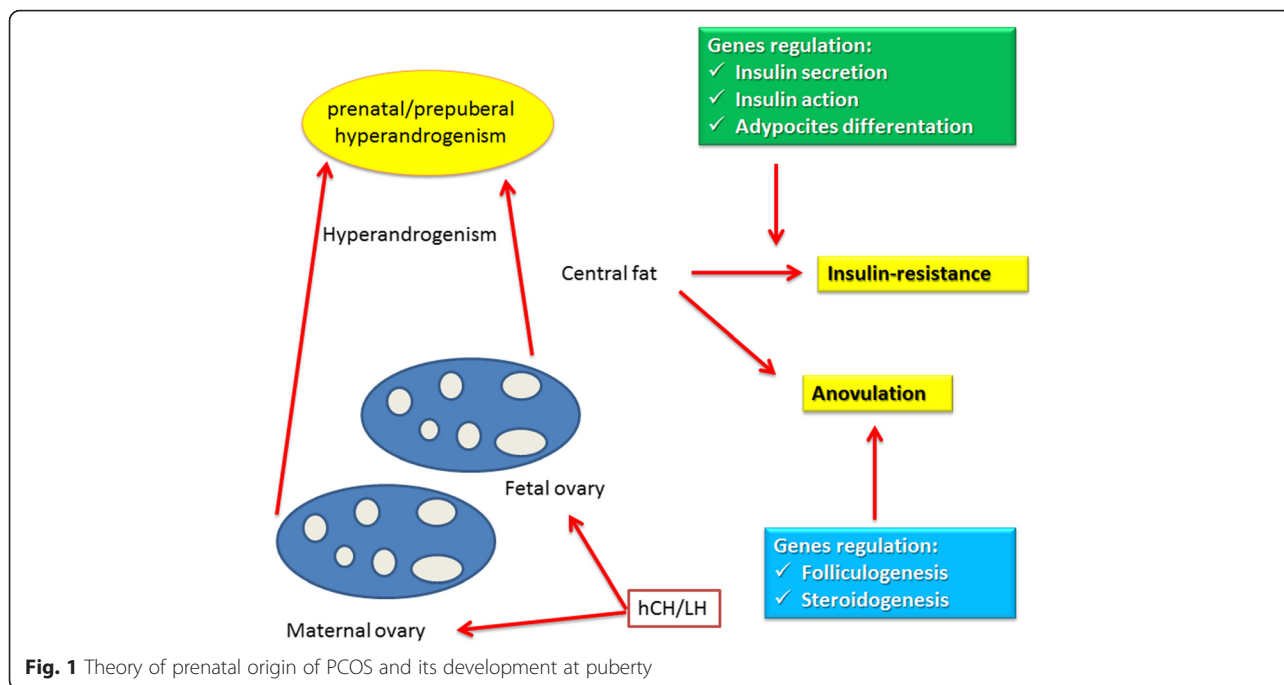 prenatal/prepuberal
hyperandrogenism
Genes regulation:
✓ Insulin secretion
✓ Insulin action
✓ Adypocites differentation
Hyperandrogenism
Central fat
Insulin-resistance
Anovulation
Fetal ovary
Genes regulation:
✓ Folliculogenesis
✓ Steroidogenesis
hCH/LH
Maternal ovary
Fig. 1 Theory of prenatal origin of PCOS and its development at puberty